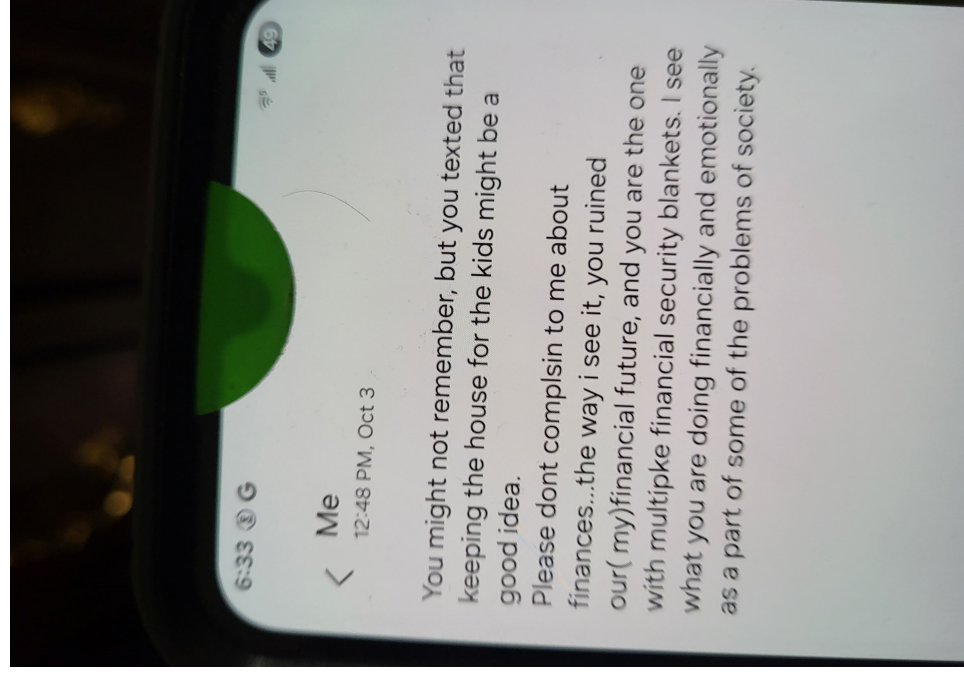 6:33 G
49
Me
12:48 PM, Oct 3
You might not remember, but you texted that
keeping the house for the kids might be a
good idea.
Please dont complsin to me about
finances...the way i see it, you ruined
our( my)financial future, and you are the one
with multipke financial security blankets. I see
what you are doing financially and emotionally
as a part of some of the problems of society.